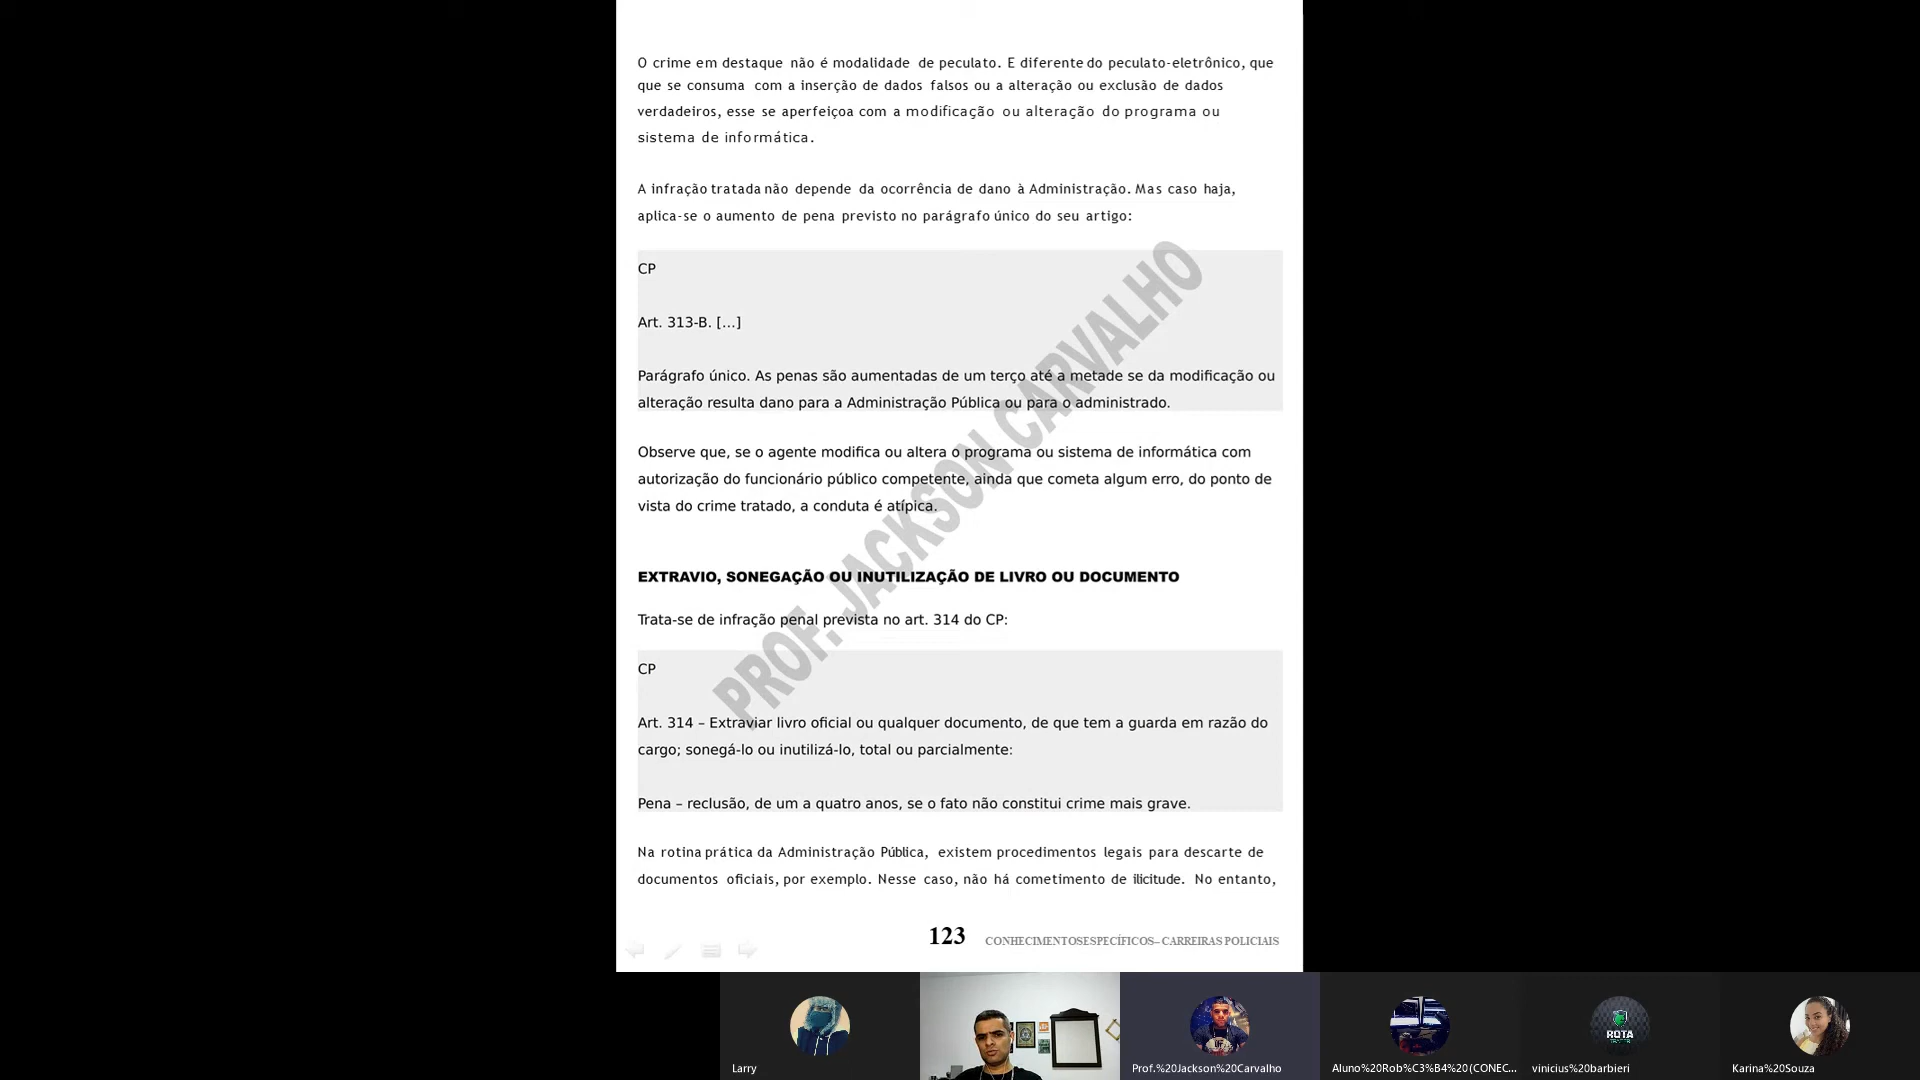 O crime em destaque não é modalidade de peculato. E diferente do peculato-eletrônico, que
que se consuma com a inserção de dados falsos ou a alteração ou exclusão de dados
verdadeiros, esse se aperfeiçoa com a modificação ou alteração do programa ou
sistema de informática.
A infração tratada não depende da ocorrência de dano à Administração. Mas caso haja,
aplica-se o aumento de pena previsto no parágrafo único do seu artigo:
CP
Art. 313-B. [...]
Parágrafo único. As penas são aumentadas de um terço até a metade se da modificação ou
alteração resulta dano para a Administração Pública ou para o administrado.
Observe que, se o agente modifica ou altera o programa ou sistema de informática com
autorização do funcionário público competente, ainda que cometa algum erro, do ponto de
vista do crime tratado, a conduta é atípica.
PROF. JACKSON CARVALHO
EXTRAVIO, SONEGAÇÃO OU INUTILIZAÇÃO DE LIVRO OU DOCUMENTO
Trata-se de infração penal prevista no art. 314 do CP:
CP
Art. 314 – Extraviar livro oficial ou qualquer documento, de que tem a guarda em razão do
cargo; sonegá-lo ou inutilizá-lo, total ou parcialmente:
Pena – reclusão, de um a quatro anos, se o fato não constitui crime mais grave.
Na rotina prática da Administração Pública, existem procedimentos legais para descarte de
documentos oficiais, por exemplo. Nesse caso, não há cometimento de ilicitude. No entanto,
123 CONHECIMENTOS ESPECÍFICOS – CARREIRAS POLICIAIS
ROTA
Larry
Prof.%20Jackson%20Carvalho
Aluno%20Rob%C3%B4%20(CONEC...
vinicius%20barbieri
Karina%20Souza